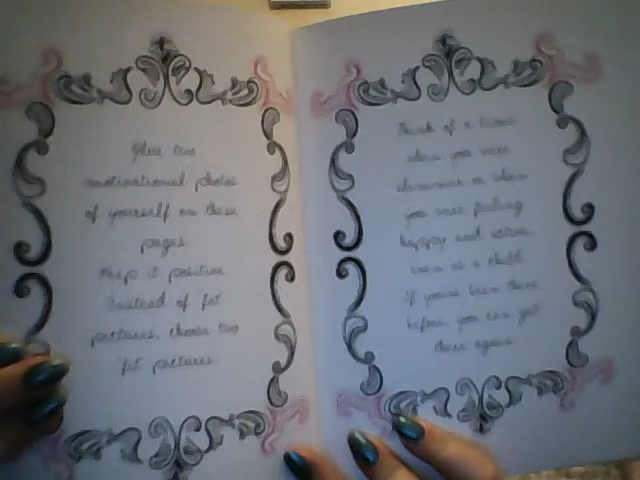 Glue two
motivational photos
of yourself on these
pages
Keep it positive
instead of fat
pictures, choose two
fit pictures
Think of a time
when you were
slimmer or when
you were feeling
happy and active
even as a child
If you've been there
before you can get
there again